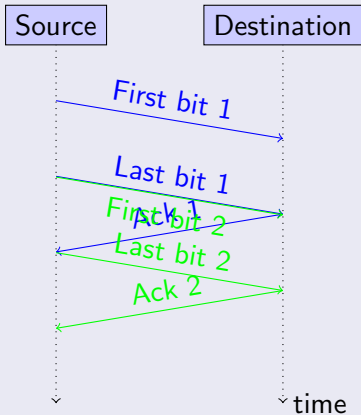 Source
Destination
First bit 1
Last bit 1
First bit 2
Ack 1
Last bit 2
Ack 2
time